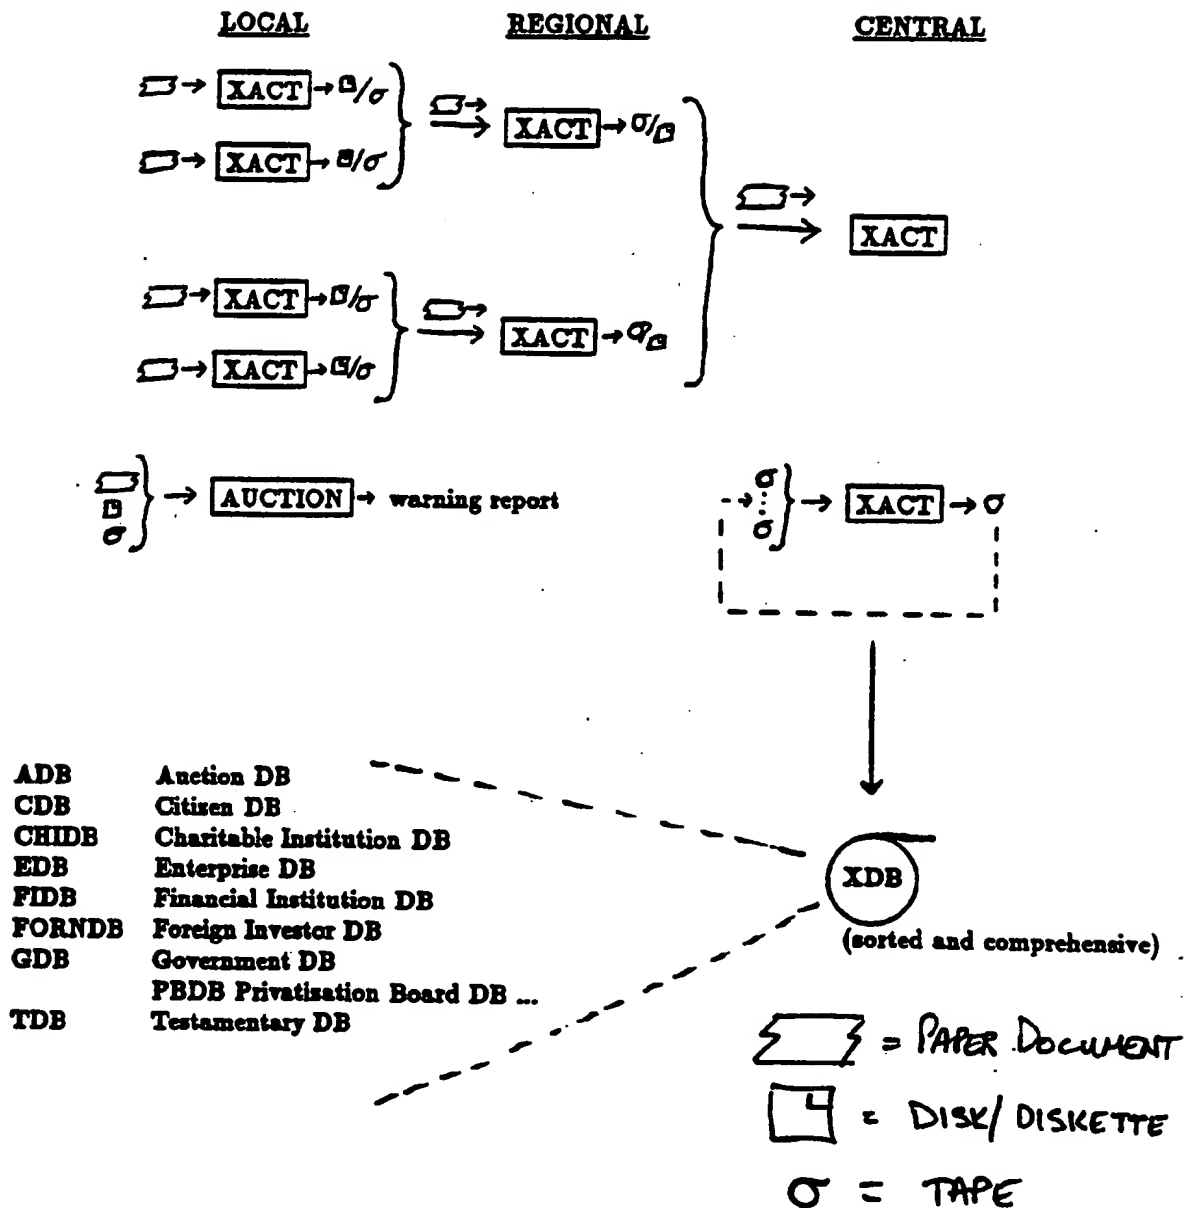 LOCAL REGIONAL CENTRAL
XACT → /σ
XACT → σ/
XACT → /σ
XACT
XACT → /σ
XACT → σ/
XACT → /σ
σ AUCTION → warning report
σ σ XACT → σ
ADB Auction DB
CDB Citizen DB
CHIDB Charitable Institution DB
EDB Enterprise DB
FIDB Financial Institution DB
FORNDB Foreign Investor DB
GDB Government DB
PBDB Privatisation Board DB ...
TDB Testamentary DB
XDB
(sorted and comprehensive)
= PAPER DOCUMENT
= DISK/DISKETTE
σ = TAPE